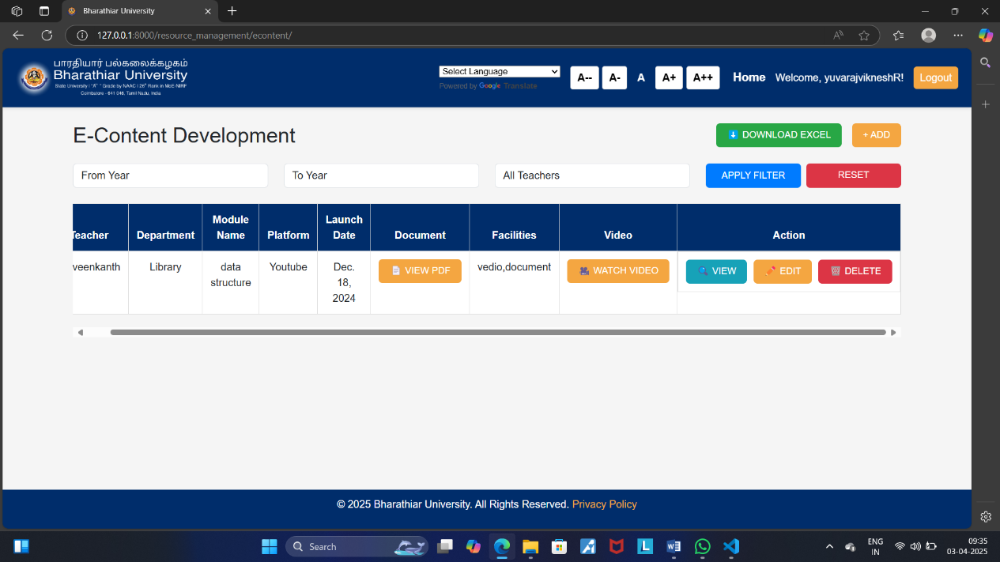 Bharathiar University
127.0.0.1:8000/resource_management/econtent/
பாரதியார் பல்கலைக்கழகம்
Bharathiar University
State University | "A++" Grade by NAAC | 26th Rank in MoE-NIRF
Coimbatore - 641 046, Tamil Nadu, India
Select Language
Powered by Google Translate
A-- A- A A+ A++
Home Welcome, yuvarajvikneshR! Logout
E-Content Development
DOWNLOAD EXCEL + ADD
From Year To Year All Teachers APPLY FILTER RESET
Teacher Department Module Name Platform Launch Date Document Facilities Video Action
veenkanth Library data structure Youtube Dec. 18, 2024 VIEW PDF vedio,document WATCH VIDEO VIEW EDIT DELETE
© 2025 Bharathiar University. All Rights Reserved. Privacy Policy
Search
ENG
IN
09:35
03-04-2025